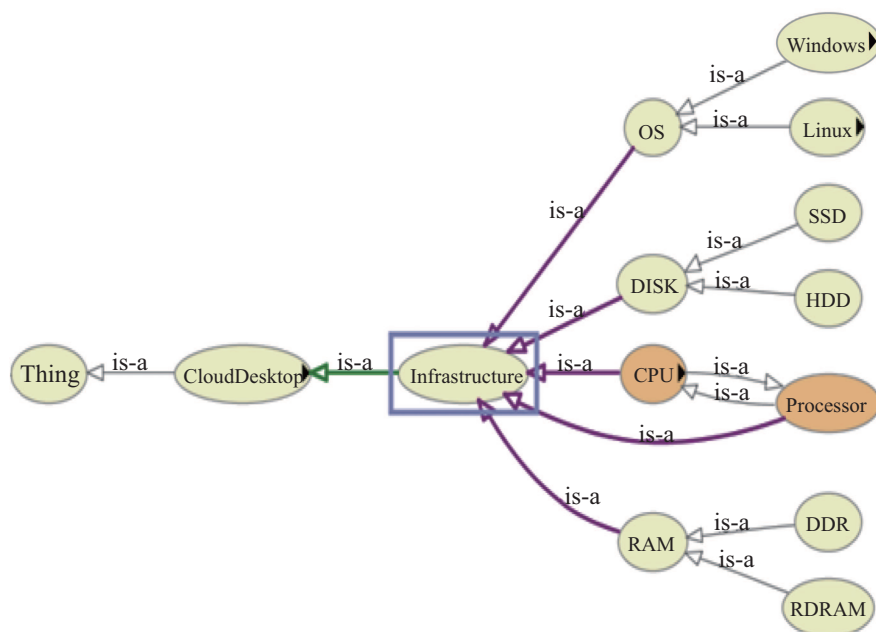 Windows
is-a
OS
is-a
Linux
is-a
SSD
is-a
DISK
is-a
HDD
is-a
Thing
is-a
CloudDesktop
is-a
Infrastructure
is-a
CPU
is-a
is-a
Processor
is-a
is-a
RAM
is-a
DDR
is-a
RDRAM